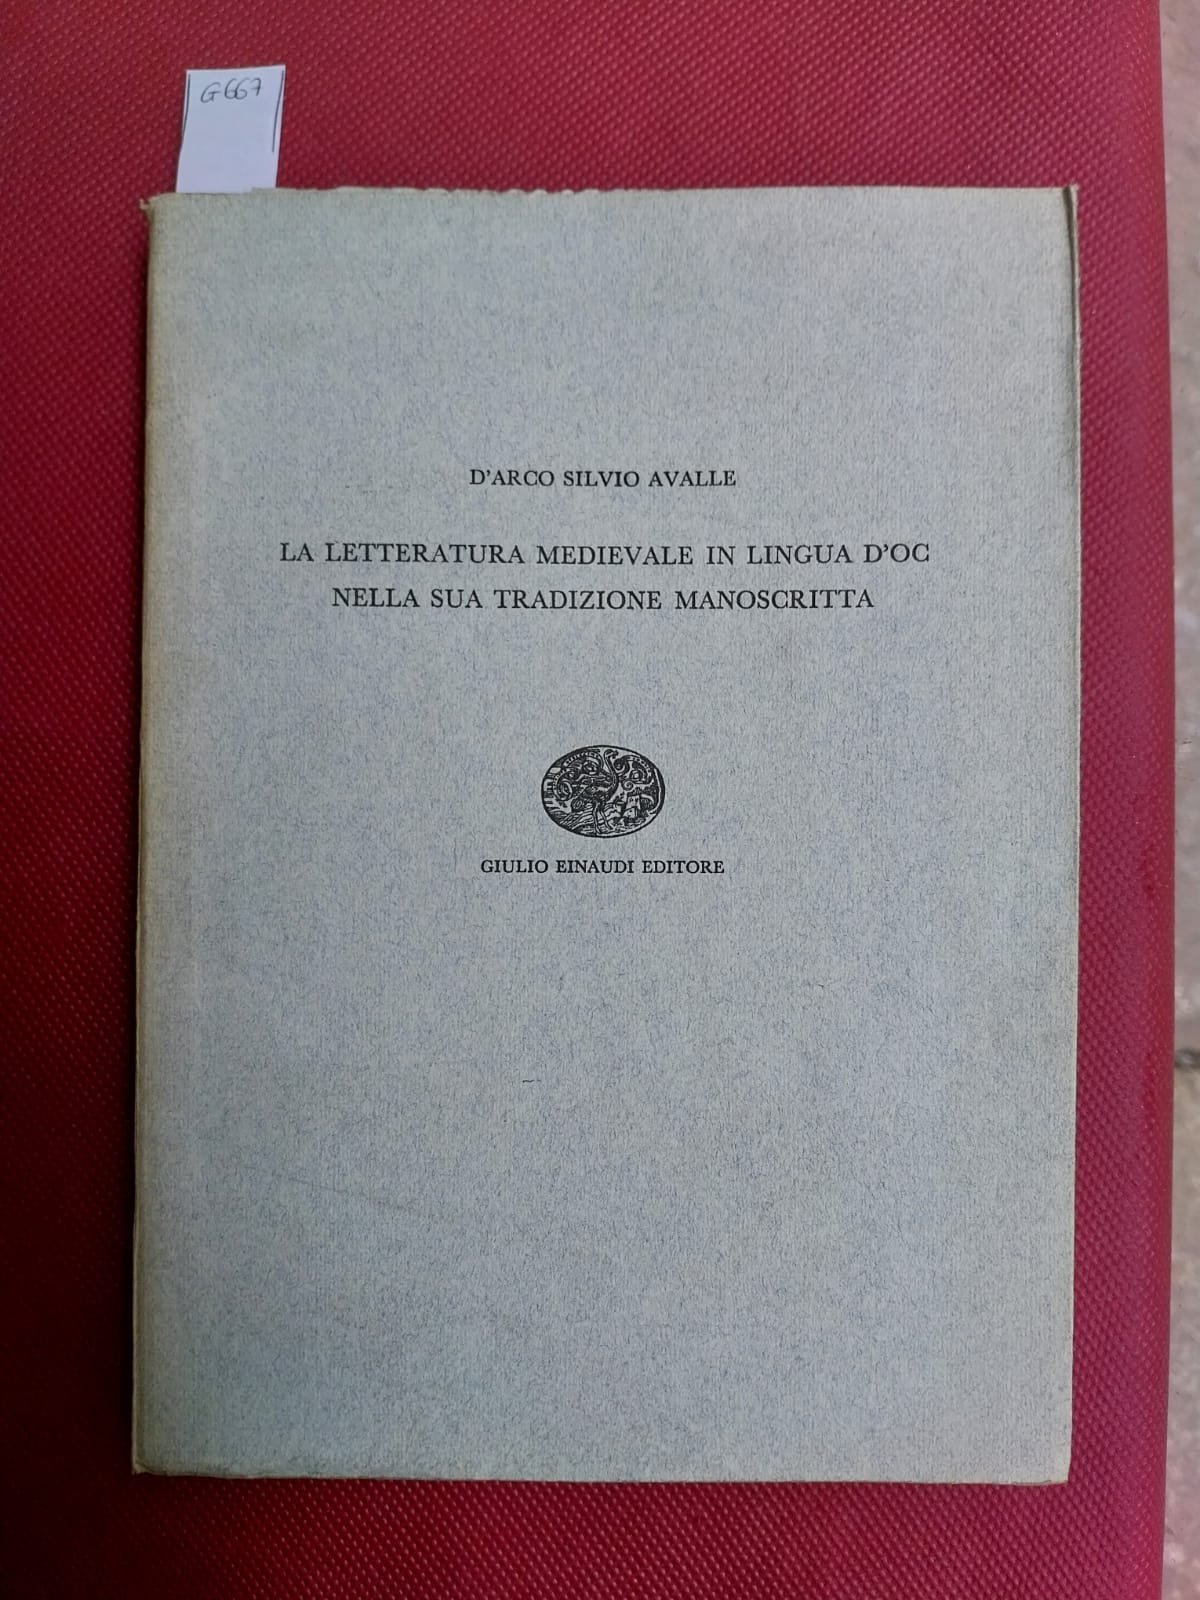 G667
D'ARCO SILVIO AVALLE
LA LETTERATURA MEDIEVALE IN LINGUA D'OC
NELLA SUA TRADIZIONE MANOSCRITTA
GIULIO EINAUDI EDITORE